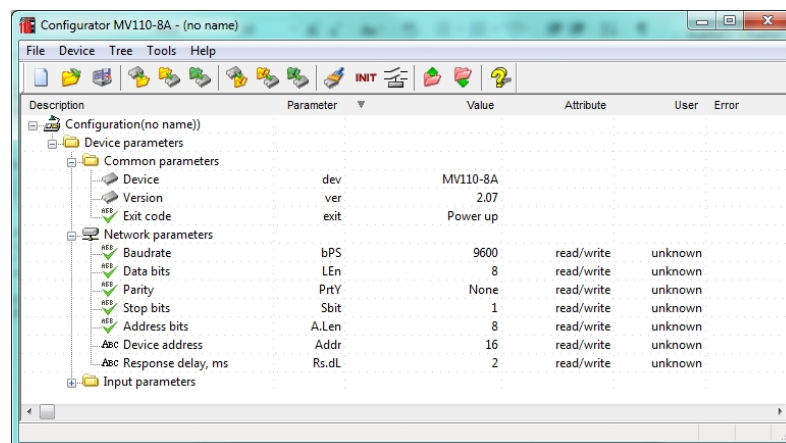 Configurator MV110-8A - (no name)
File Device Tree Tools Help
INIT
Description Parameter Value Attribute User Error
Configuration(no name))
Device parameters
Common parameters
Device dev MV110-8A
Version ver 2.07
Exit code exit Power up
Network parameters
Baudrate bPS 9600 read/write unknown
Data bits LEn 8 read/write unknown
Parity PrtY None read/write unknown
Stop bits Sbit 1 read/write unknown
Address bits A.Len 8 read/write unknown
ABC Device address Addr 16 read/write unknown
ABC Response delay, ms Rs.dL 2 read/write unknown
Input parameters